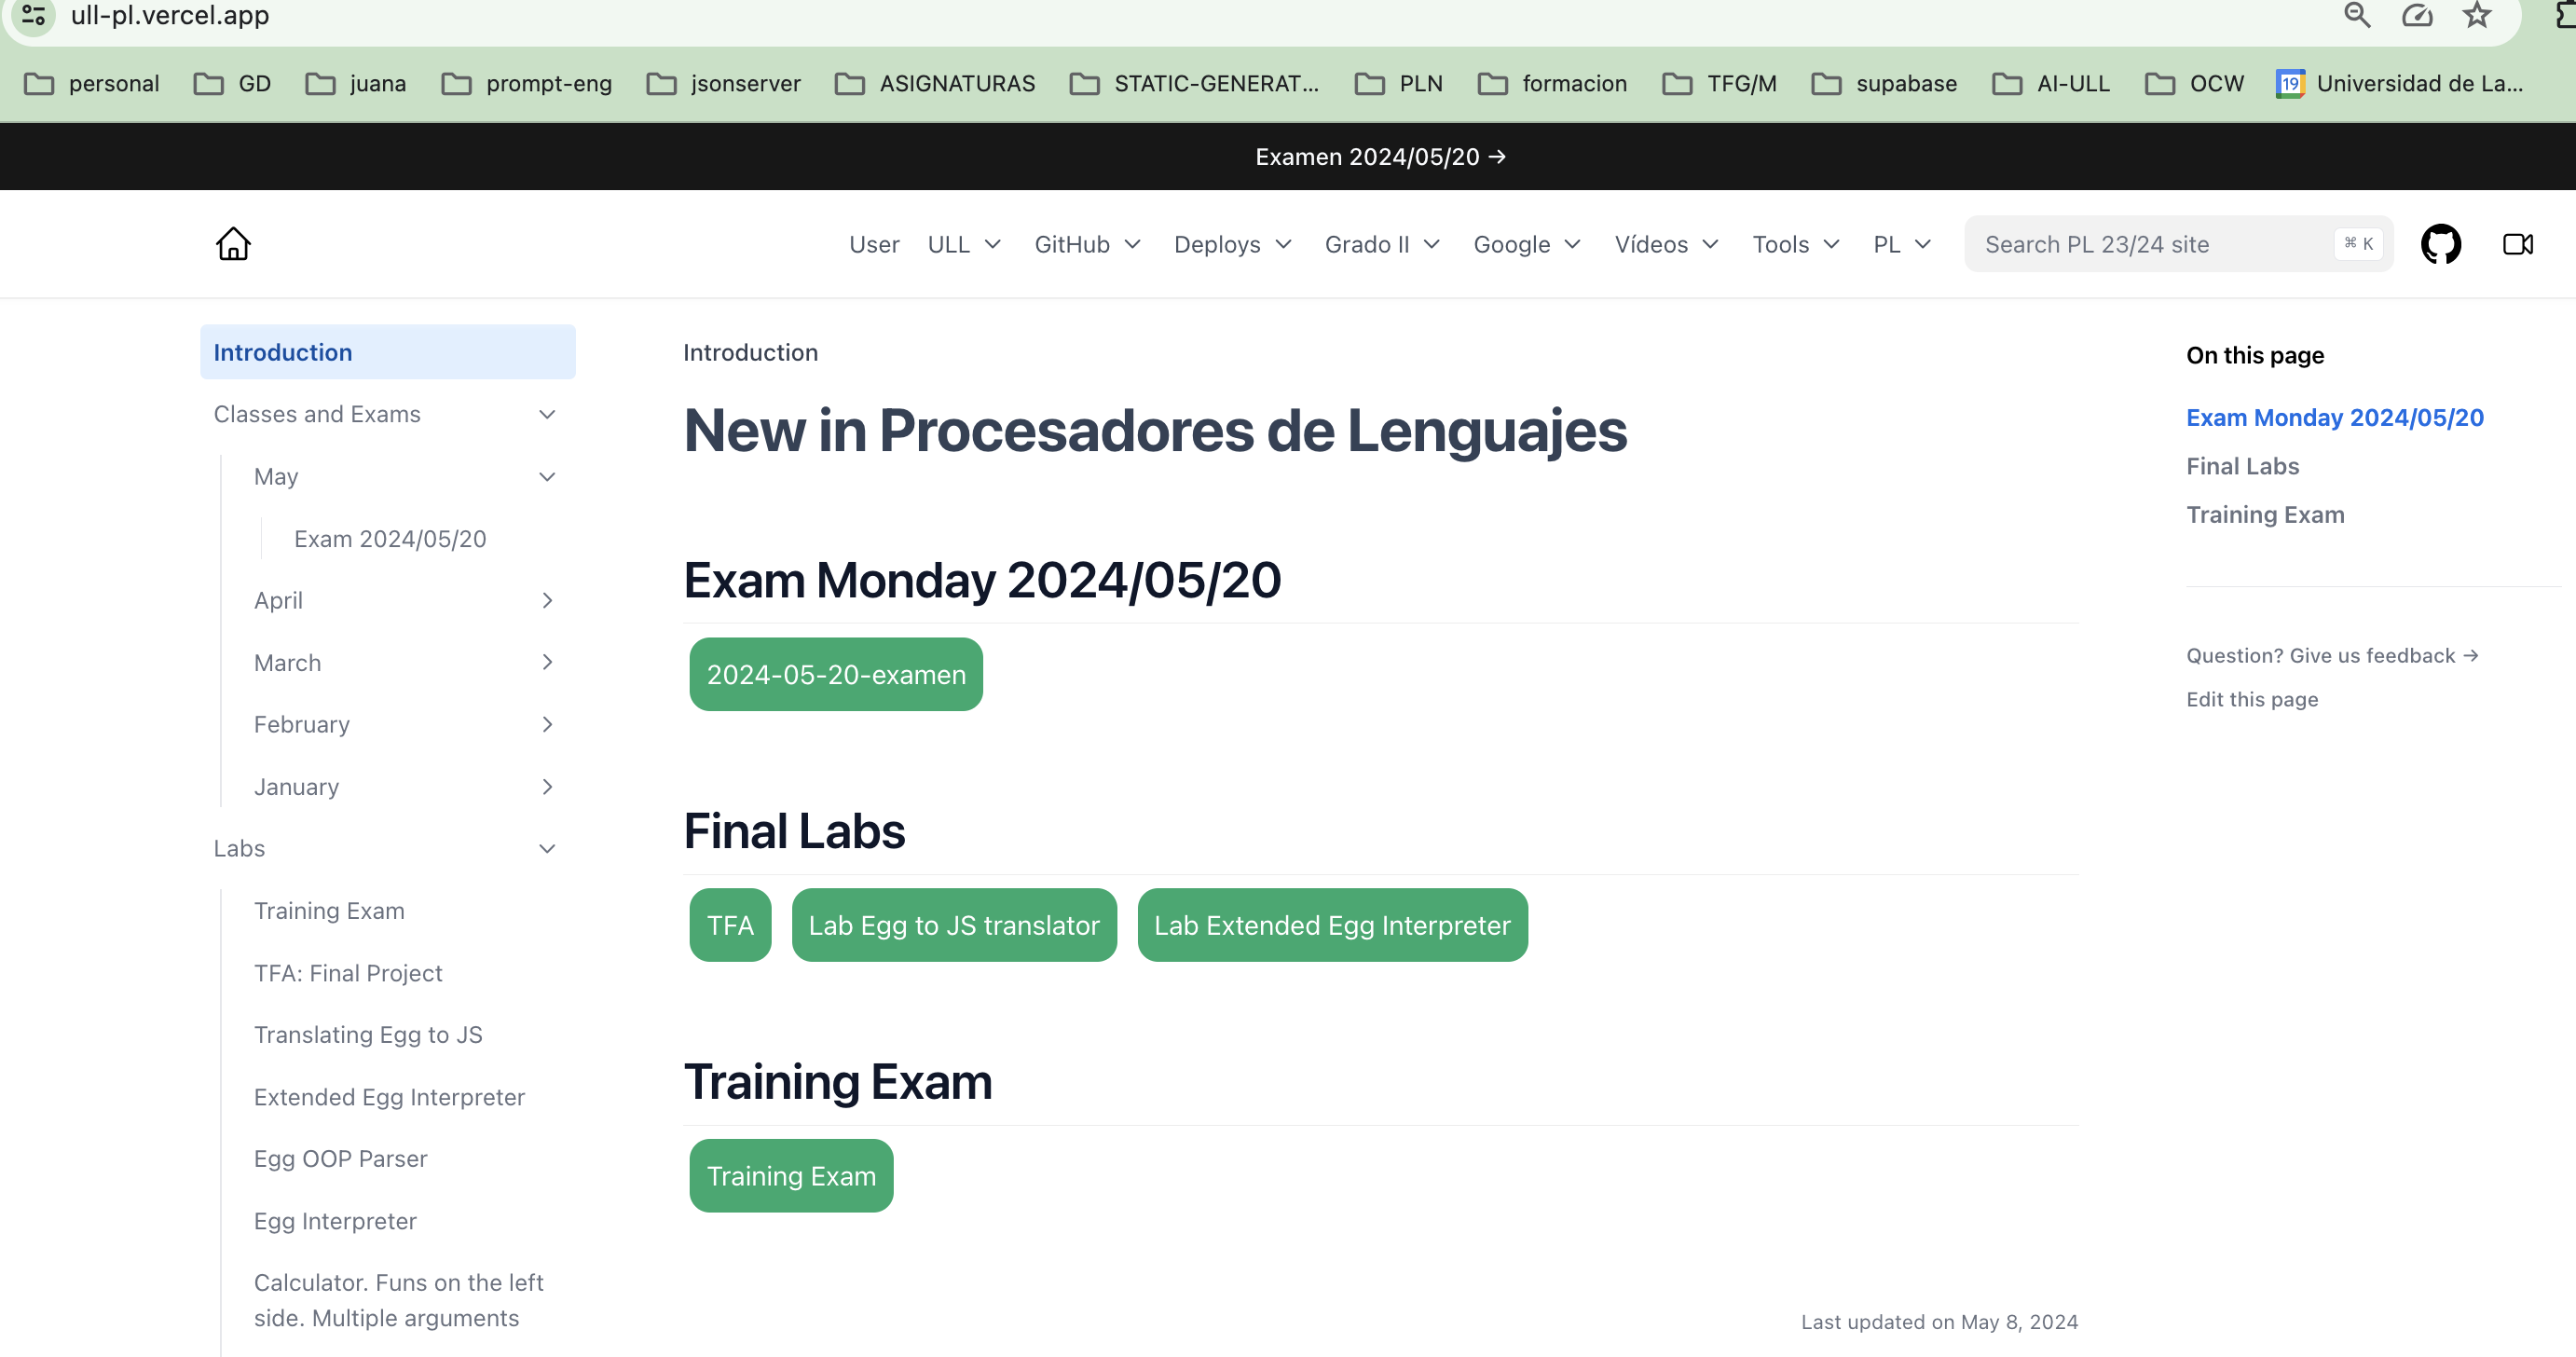 ull-pl.vercel.app
personal GD juana prompt-eng jsonserver ASIGNATURAS STATIC-GENERAT... PLN formacion TFG/M supabase AI-ULL OCW 19 Universidad de La...
Examen 2024/05/20 →
User ULL GitHub Deploys Grado II Google Vídeos Tools PL Search PL 23/24 site ⌘ K
Introduction
Classes and Exams
May
Exam 2024/05/20
April
March
February
January
Labs
Training Exam
TFA: Final Project
Translating Egg to JS
Extended Egg Interpreter
Egg OOP Parser
Egg Interpreter
Calculator. Funs on the left
side. Multiple arguments
Introduction
New in Procesadores de Lenguajes
Exam Monday 2024/05/20
2024-05-20-examen
Final Labs
TFA Lab Egg to JS translator Lab Extended Egg Interpreter
Training Exam
Training Exam
Last updated on May 8, 2024
On this page
Exam Monday 2024/05/20
Final Labs
Training Exam
Question? Give us feedback →
Edit this page